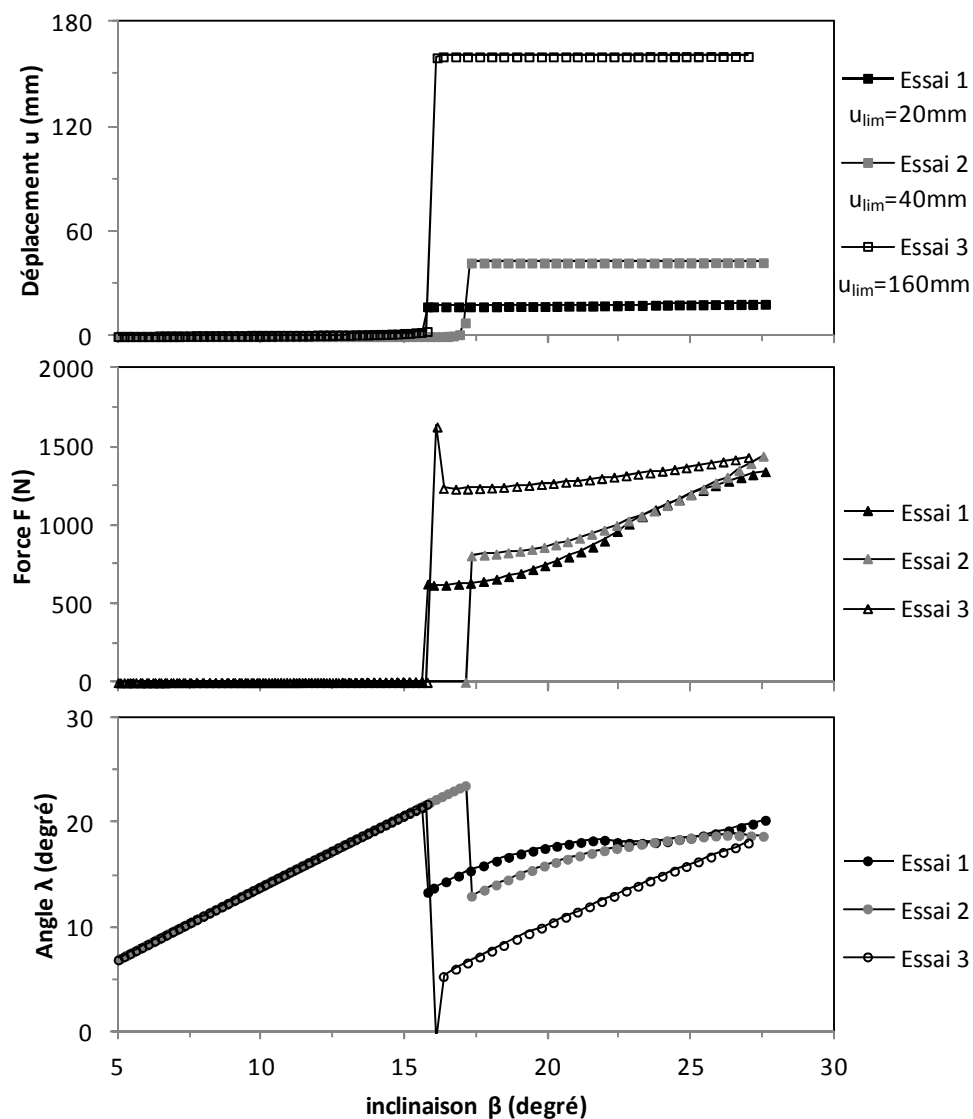 180
120
60
0
Déplacement u (mm)
Essai 1
u_lim=20mm
Essai 2
u_lim=40mm
Essai 3
u_lim=160mm
2000
1500
1000
500
0
Force F (N)
Essai 1
Essai 2
Essai 3
30
20
10
0
Angle λ (degré)
Essai 1
Essai 2
Essai 3
5 10 15 20 25 30
inclinaison β (degré)